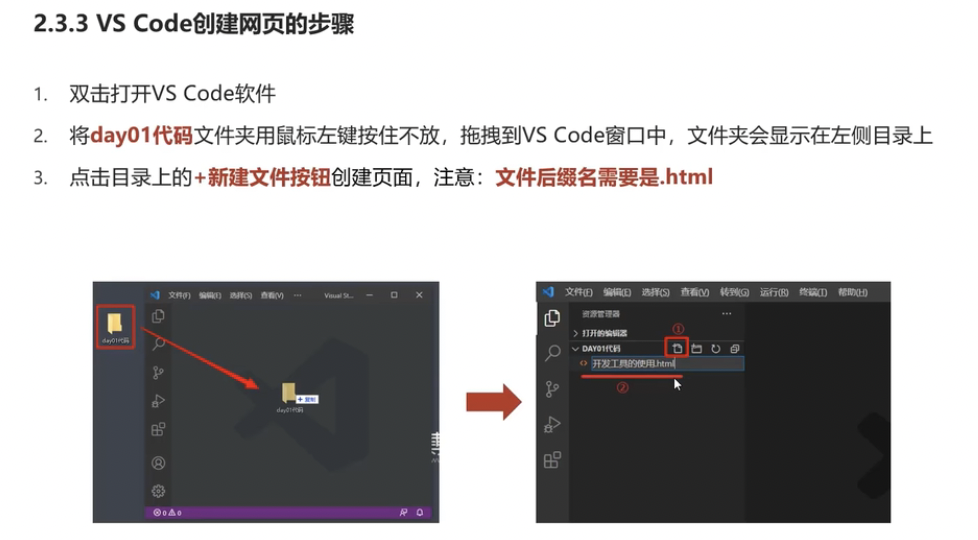 2.3.3 VS Code创建网页的步骤
1. 双击打开VS Code软件
2. 将day01代码文件夹用鼠标左键按住不放，拖拽到VS Code窗口中，文件夹会显示在左侧目录上
3. 点击目录上的+新建文件按钮创建页面，注意：文件后缀名需要是.html
文件(F) 编辑(E) 选择(S) 查看(V) ··· Visual St...
day01代码
+ 复制
day01代码
0 0
文件(F) 编辑(E) 选择(S) 查看(V) 转到(G) 运行(R) 终端(T) 帮助(H)
资源管理器 ···
打开的编辑器
①
DAY01代码
开发工具的使用.html
②